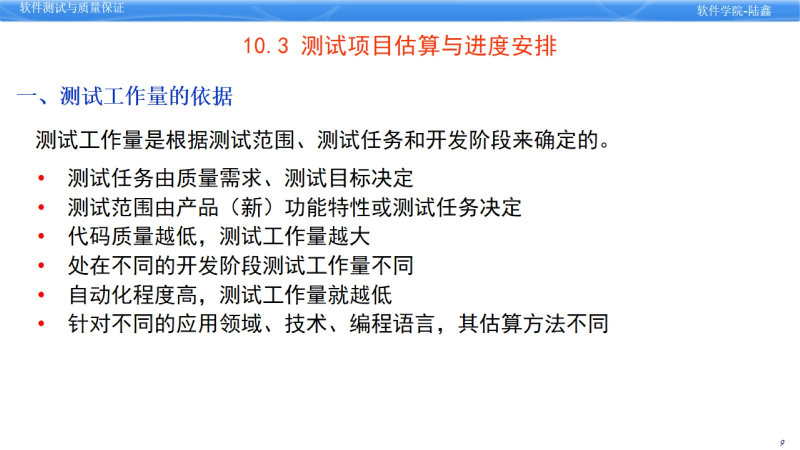 软件测试与质量保证
软件学院-陆鑫
10.3 测试项目估算与进度安排
一、测试工作量的依据
测试工作量是根据测试范围、测试任务和开发阶段来确定的。
• 测试任务由质量需求、测试目标决定
• 测试范围由产品（新）功能特性或测试任务决定
• 代码质量越低，测试工作量越大
• 处在不同的开发阶段测试工作量不同
• 自动化程度高，测试工作量就越低
• 针对不同的应用领域、技术、编程语言，其估算方法不同
9